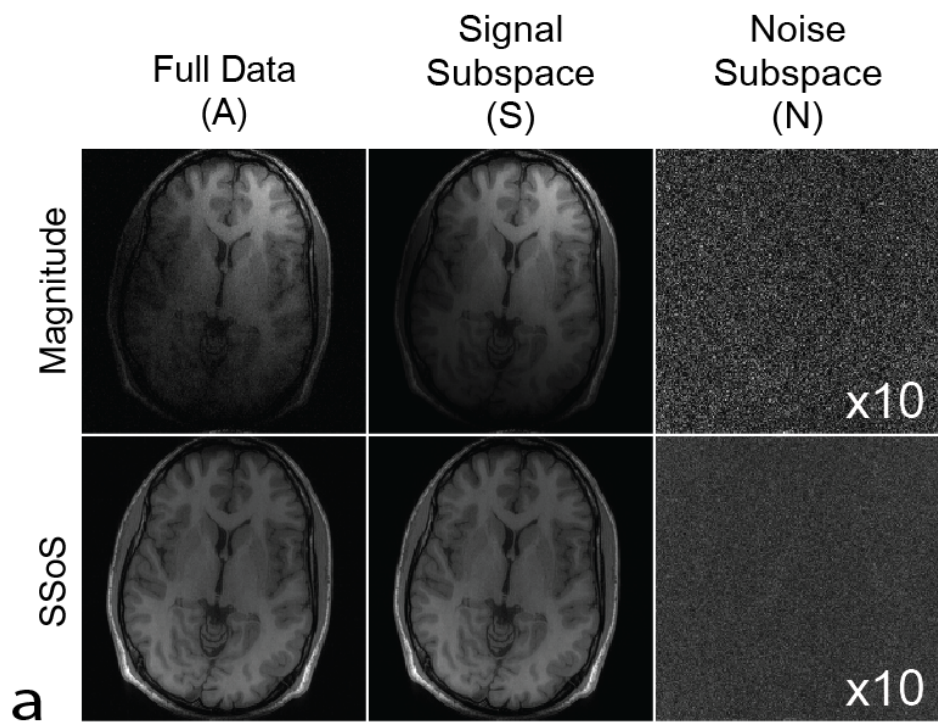 Full Data
(A)
Signal
Subspace
(S)
Noise
Subspace
(N)
Magnitude
x10
SSoS
x10
a